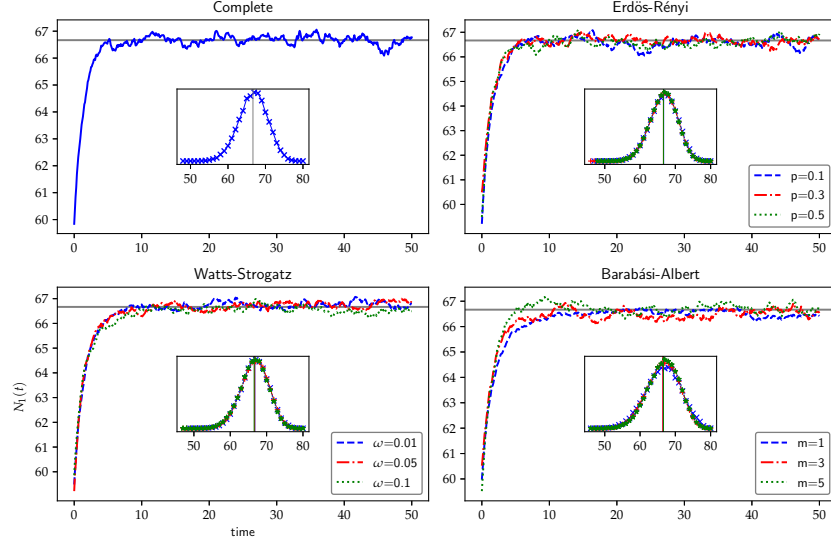 Complete
67
66
65
64
63
62
61
60
0 10 20 30 40 50
50 60 70 80
Erdös-Rényi
67
66
65
64
63
62
61
60
0 10 20 30 40 50
50 60 70 80
p=0.1
p=0.3
p=0.5
Watts-Strogatz
67
66
65
64
63
62
61
60
N₁(t)
0 10 20 30 40 50
time
50 60 70 80
ω=0.01
ω=0.05
ω=0.1
Barabási-Albert
67
66
65
64
63
62
61
60
0 10 20 30 40 50
50 60 70 80
m=1
m=3
m=5